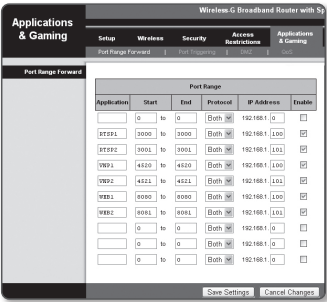 Wireless-G Broadband Router with Sp
Applications & Gaming
Setup Wireless Security Access Restrictions Applications & Gaming
Port Range Forward | Port Triggering | DMZ | QoS
Port Range Forward
Port Range
Application Start End Protocol IP Address Enable
0 to 0 Both 192.168.1. 0
RTSP1 3000 to 3000 Both 192.168.1. 100
RTSP2 3001 to 3001 Both 192.168.1. 101
VNP1 4520 to 4520 Both 192.168.1. 100
VNP2 4521 to 4521 Both 192.168.1. 101
WEB1 8080 to 8080 Both 192.168.1. 100
WEB2 8081 to 8081 Both 192.168.1. 101
0 to 0 Both 192.168.1. 0
0 to 0 Both 192.168.1. 0
0 to 0 Both 192.168.1. 0
Save Settings Cancel Changes